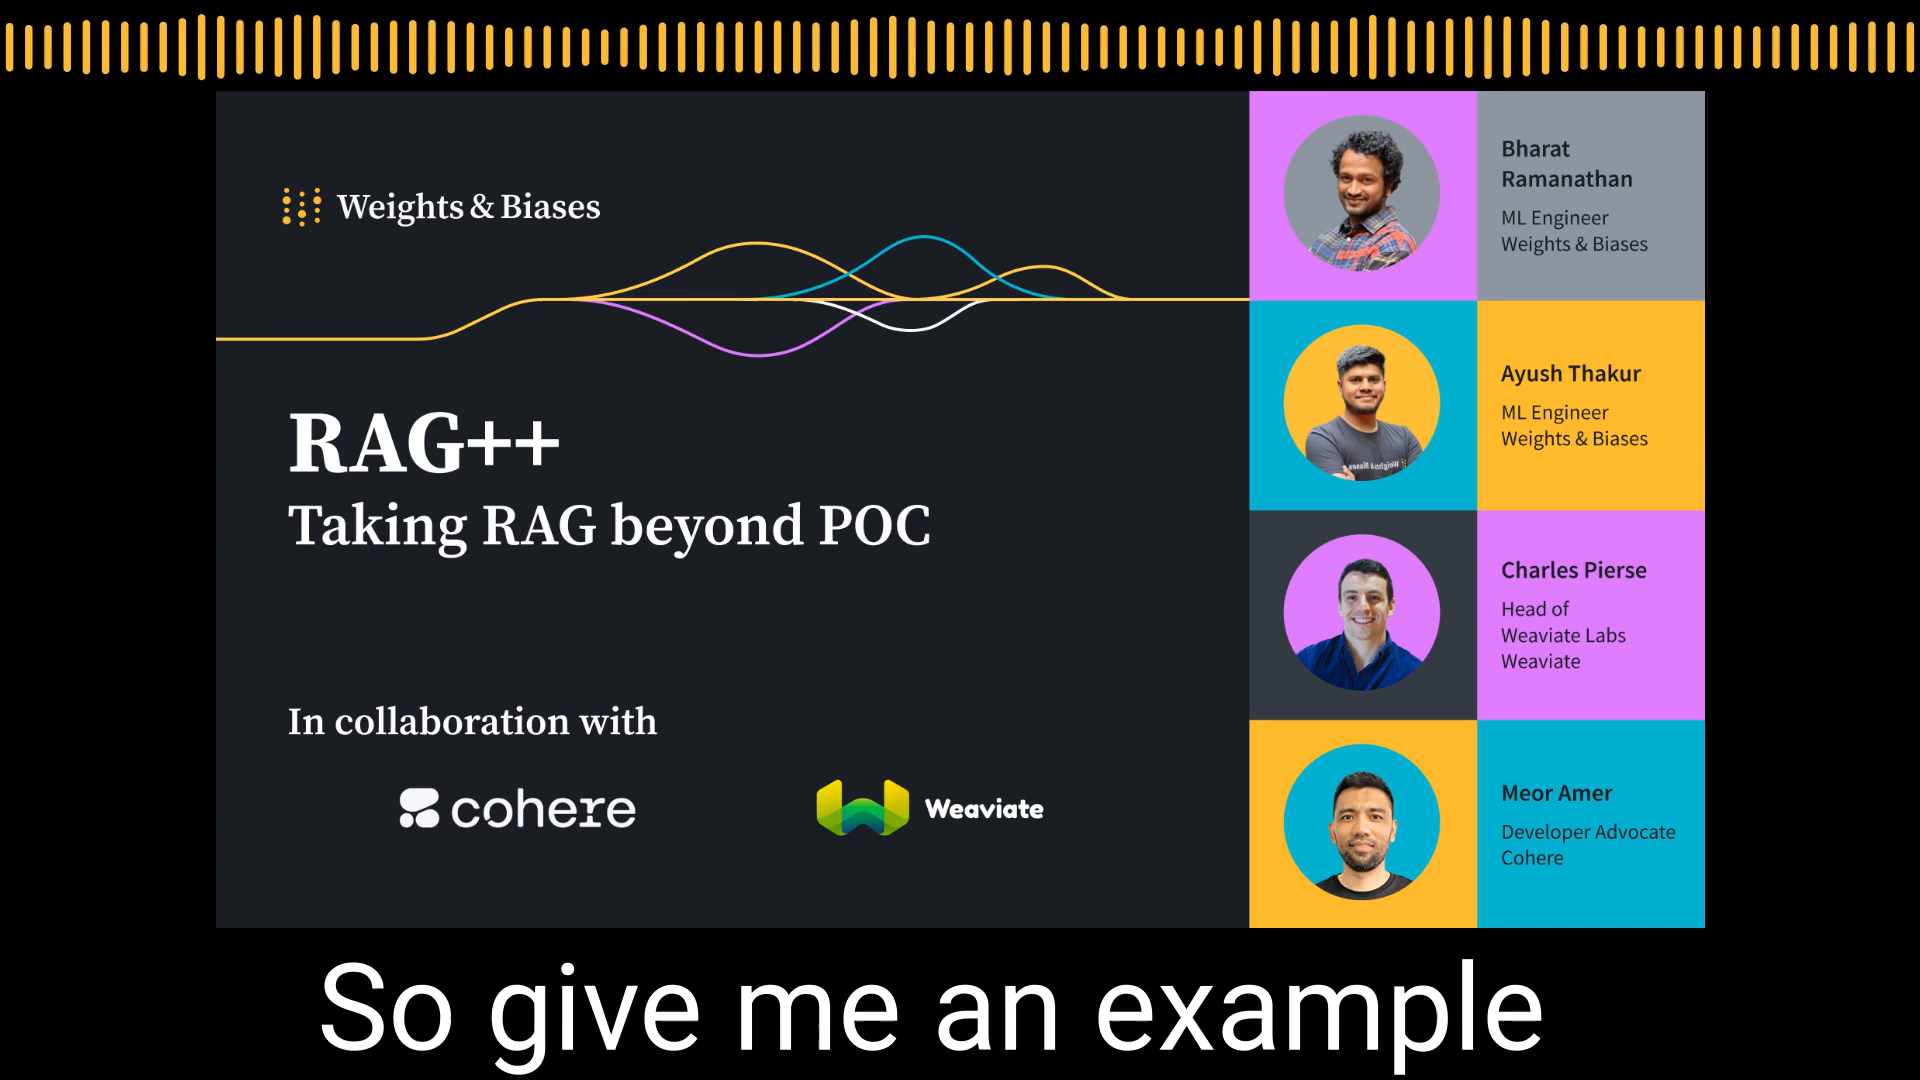 Weights & Biases
RAG++
Taking RAG beyond POC
In collaboration with
cohere
Weaviate
Bharat
Ramanathan
ML Engineer
Weights & Biases
Ayush Thakur
ML Engineer
Weights & Biases
Charles Pierse
Head of
Weaviate Labs
Weaviate
Meor Amer
Developer Advocate
Cohere
So give me an example